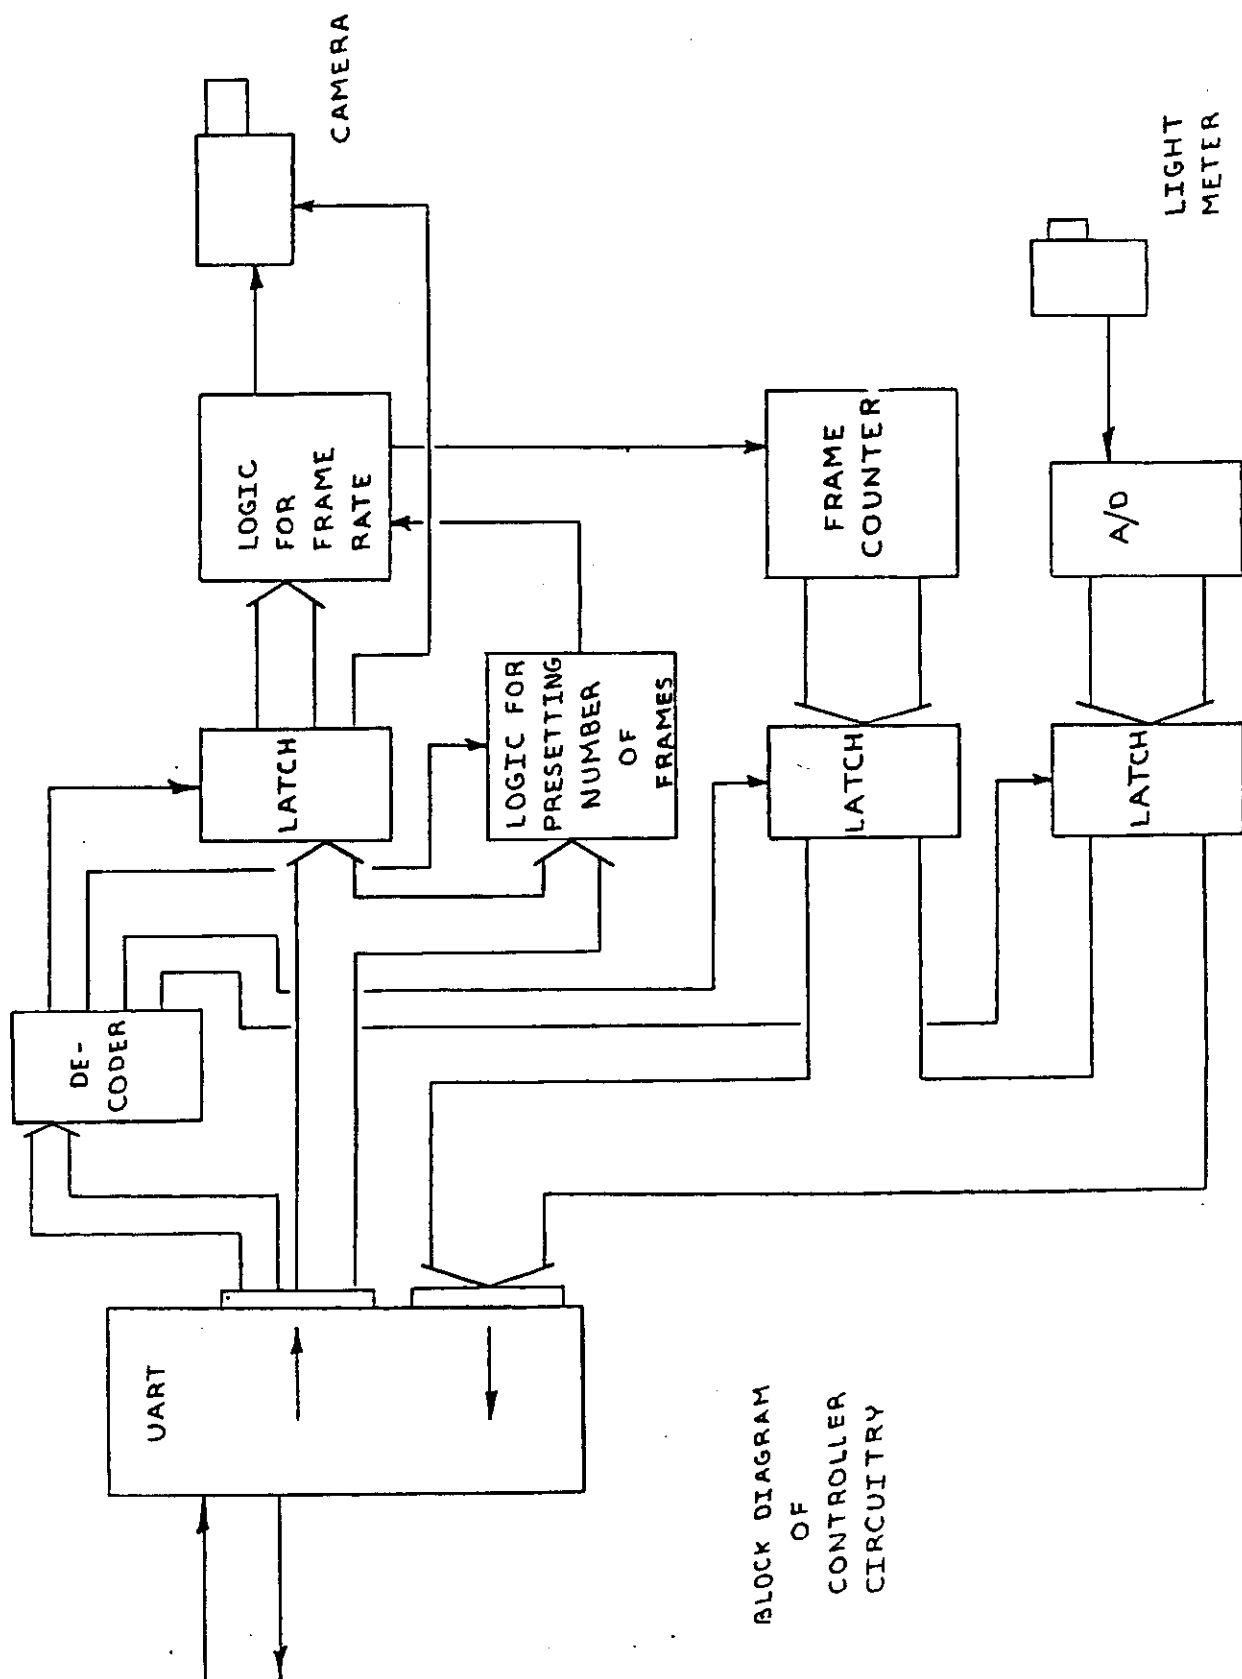 CAMERA
LIGHT
METER
LOGIC
FOR
FRAME
RATE
FRAME
COUNTER
A/D
LATCH
LOGIC FOR
PRESETTING
NUMBER
OF
FRAMES
LATCH
LATCH
DE-
CODER
UART
BLOCK DIAGRAM
OF
CONTROLLER
CIRCUITRY